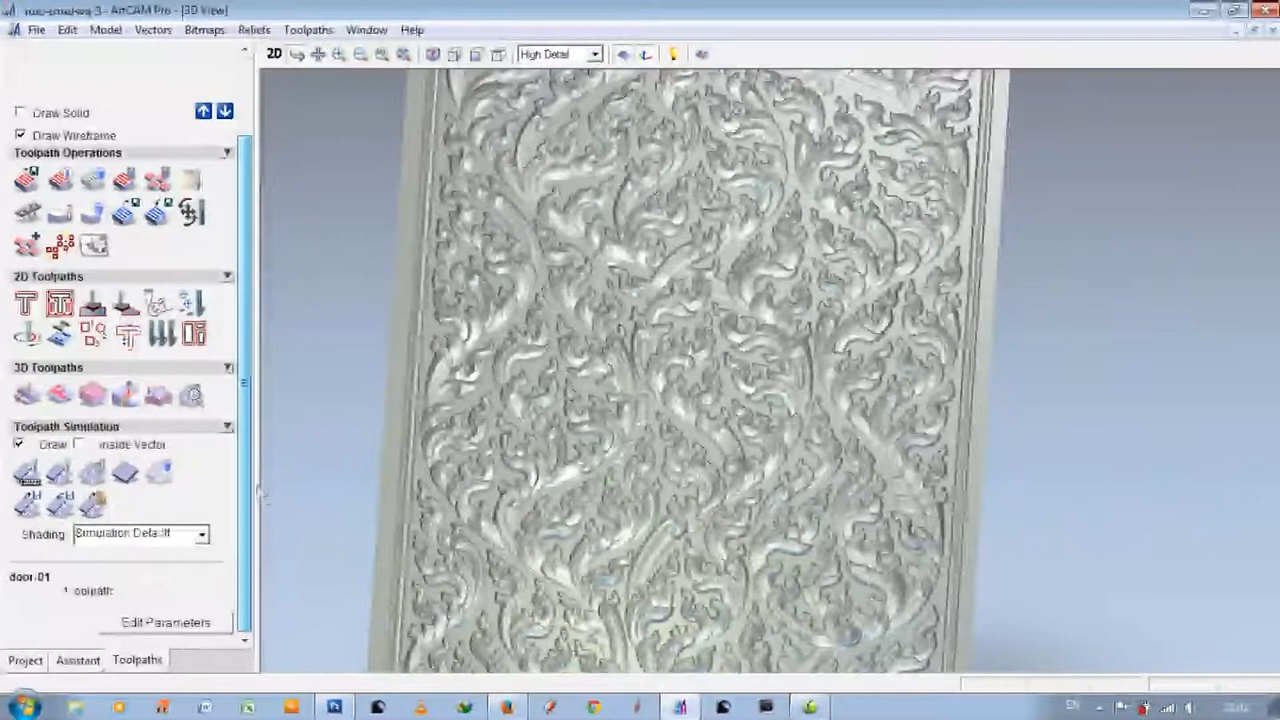 ArtCAM Pro - [3D View]
File Edit Model Vectors Bitmaps Reliefs Toolpaths Window Help
2D High Detail
Draw Solid
Draw Wireframe
Toolpath Operations
2D Toolpaths
3D Toolpaths
Toolpath Simulation
Draw Inside Vector
Shading Simulation Default
door-01
Edit Parameters
Project Assistant Toolpaths
EN